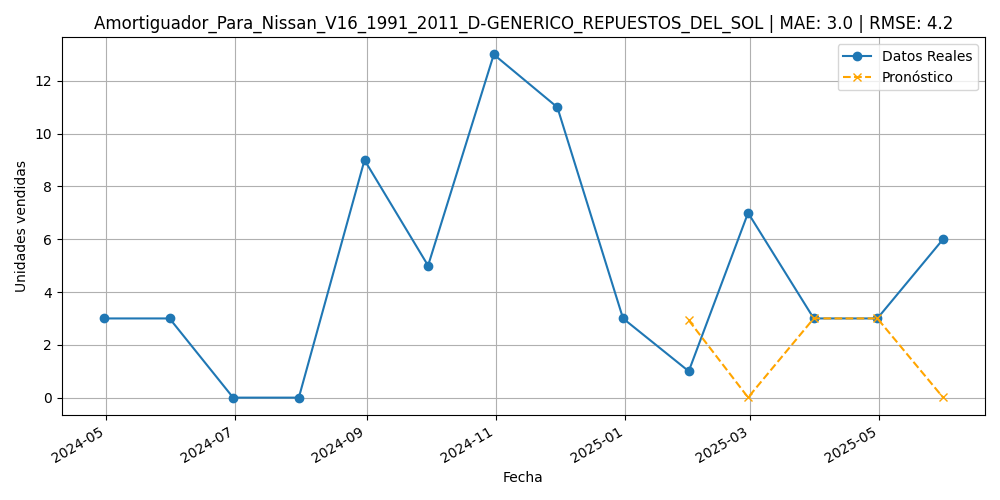 Amortiguador_Para_Nissan_V16_1991_2011_D-GENERICO_REPUESTOS_DEL_SOL | MAE: 3.0 | RMSE: 4.2
Datos Reales
Pronóstico
Unidades vendidas
12
10
8
6
4
2
0
2024-05
2024-07
2024-09
2024-11
2025-01
2025-03
2025-05
Fecha